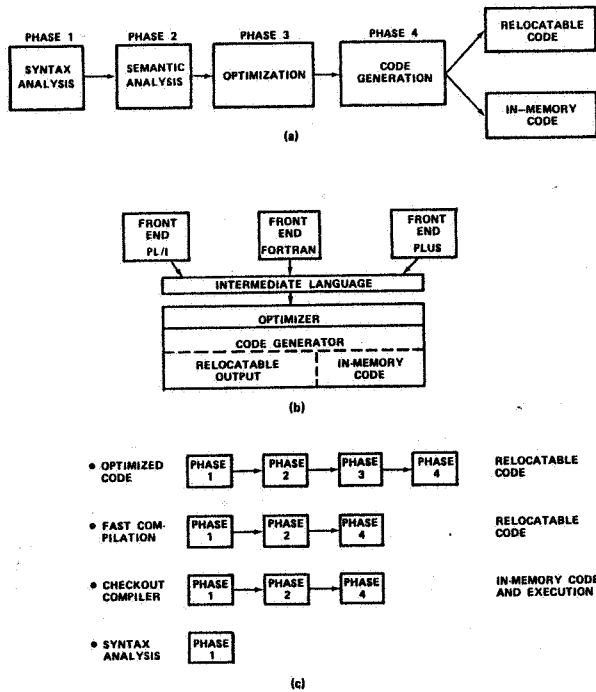 PHASE 1 PHASE 2 PHASE 3 PHASE 4
SYNTAX
ANALYSIS
SEMANTIC
ANALYSIS
OPTIMIZATION
CODE
GENERATION
RELOCATABLE
CODE
IN-MEMORY
CODE
(a)
FRONT
END
PL/I
FRONT
END
FORTRAN
FRONT
END
PLUS
INTERMEDIATE LANGUAGE
OPTIMIZER
CODE GENERATOR
RELOCATABLE
OUTPUT
IN-MEMORY
CODE
(b)
• OPTIMIZED
CODE
PHASE
1
PHASE
2
PHASE
3
PHASE
4
RELOCATABLE
CODE
• FAST COM-
PILATION
PHASE
1
PHASE
2
PHASE
4
RELOCATABLE
CODE
• CHECKOUT
COMPILER
PHASE
1
PHASE
2
PHASE
4
IN-MEMORY CODE
AND EXECUTION
• SYNTAX
ANALYSIS
PHASE
1
(c)